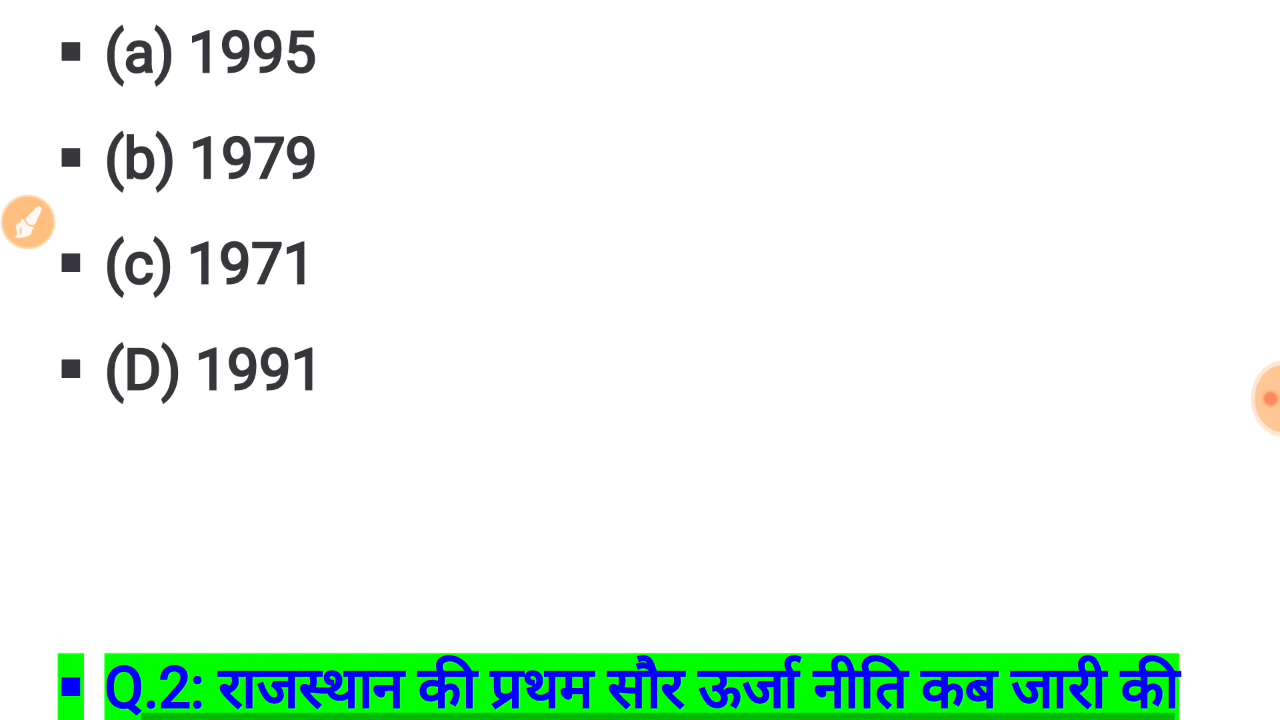 ▪ (a) 1995
▪ (b) 1979
▪ (c) 1971
▪ (D) 1991
▪ Q.2: राजस्थान की प्रथम सौर ऊर्जा नीति कब जारी की